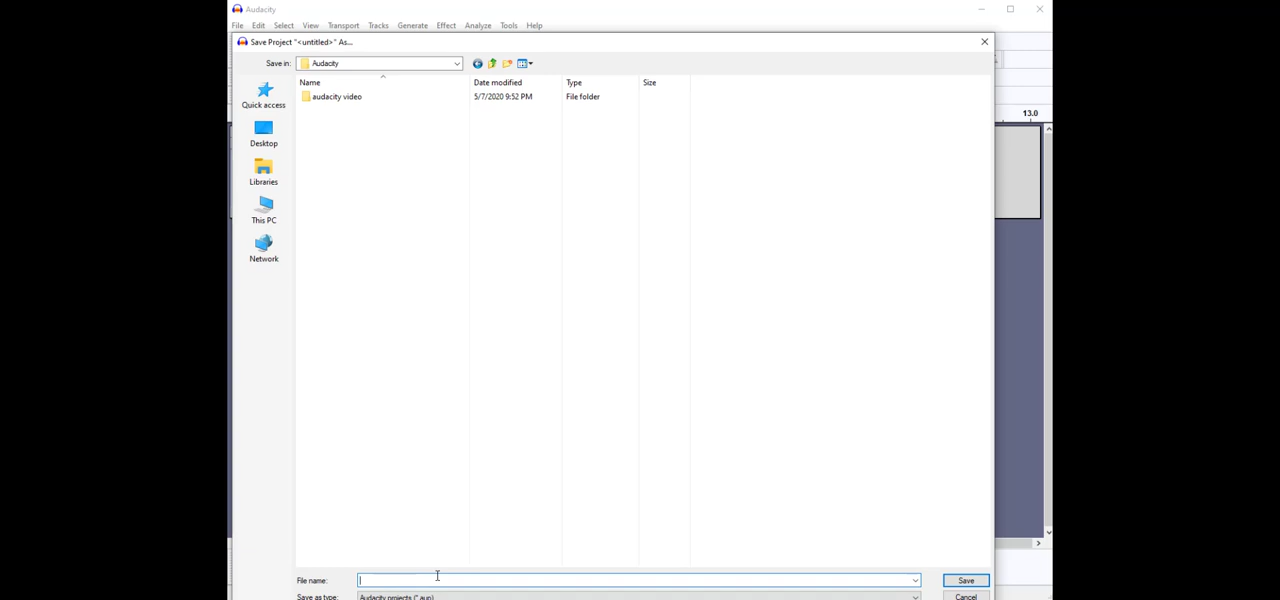 Audacity
File Edit Select View Transport Tracks Generate Effect Analyze Tools Help
Save Project "<untitled>" As...
Save in: Audacity
Name Date modified Type Size
audacity video 5/7/2020 9:52 PM File folder
Quick access
Desktop
Libraries
This PC
Network
13.0
File name: Save
Save as type: Audacity projects (*.aup) Cancel